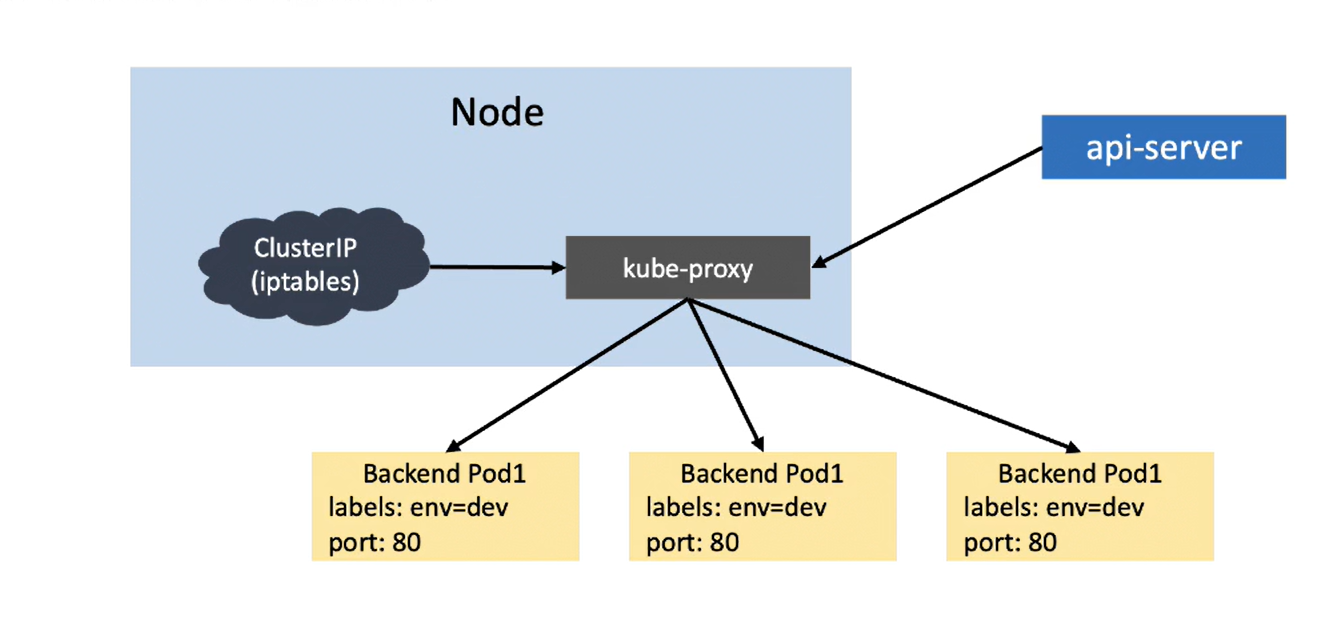 Node
api-server
ClusterIP
(iptables)
kube-proxy
Backend Pod1
labels: env=dev
port: 80
Backend Pod1
labels: env=dev
port: 80
Backend Pod1
labels: env=dev
port: 80